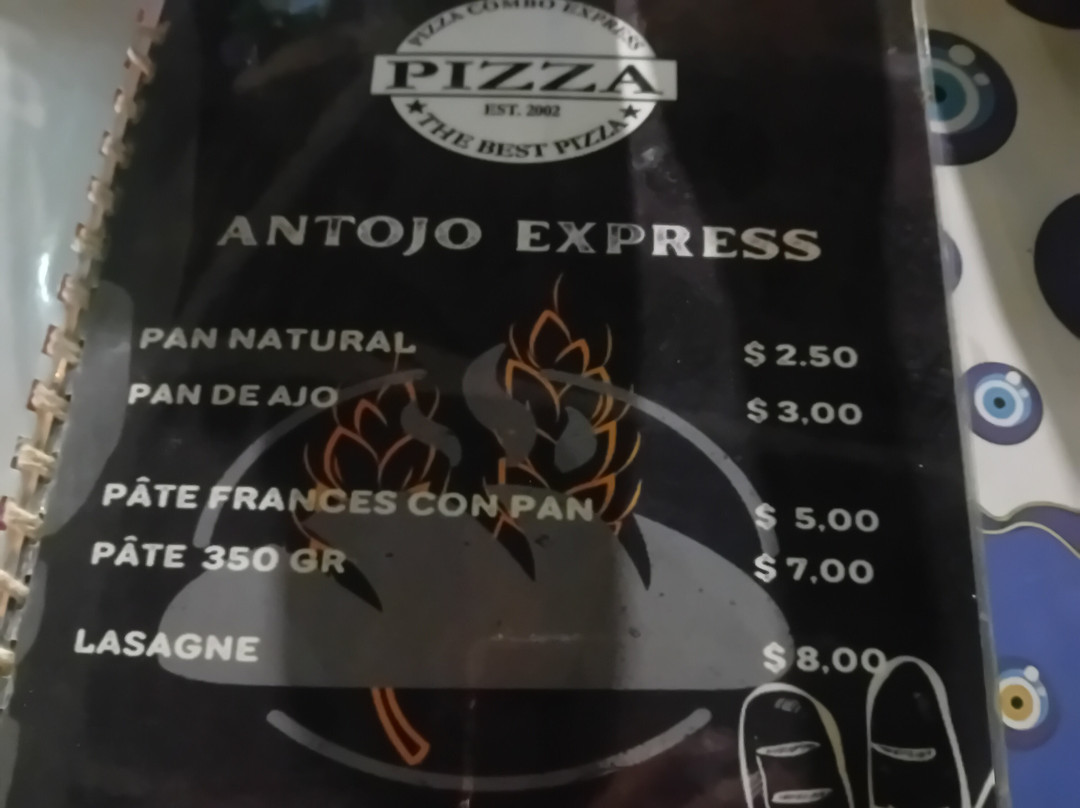 PIZZA COMBO EXPRESS
PIZZA
EST. 2002
THE BEST PIZZA
ANTOJO EXPRESS
PAN NATURAL $ 2.50
PAN DE AJO $ 3,00
PÂTE FRANCES CON PAN $ 5,00
PÂTE 350 GR $ 7,00
LASAGNE $ 8,00